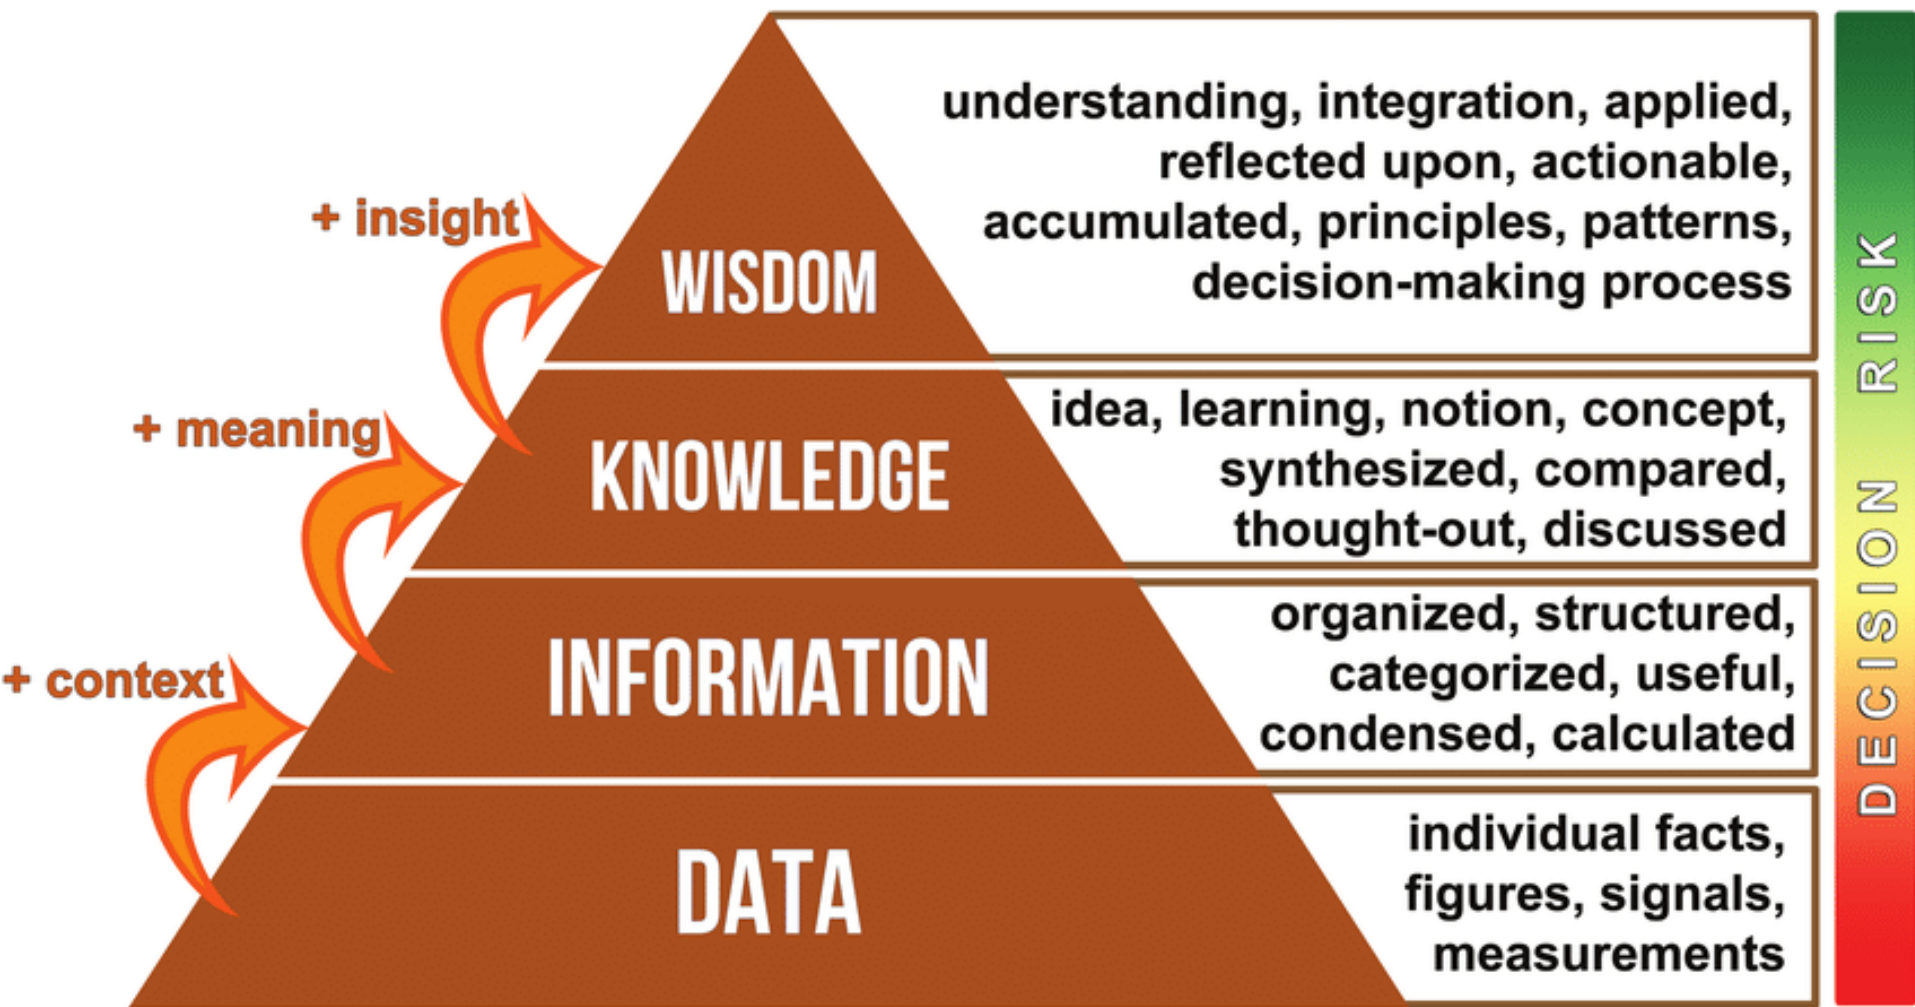 understanding, integration, applied,
reflected upon, actionable,
accumulated, principles, patterns,
decision-making process
+ insight
WISDOM
idea, learning, notion, concept,
synthesized, compared,
thought-out, discussed
+ meaning
KNOWLEDGE
organized, structured,
categorized, useful,
condensed, calculated
+ context
INFORMATION
individual facts,
figures, signals,
measurements
DATA
DECISION RISK